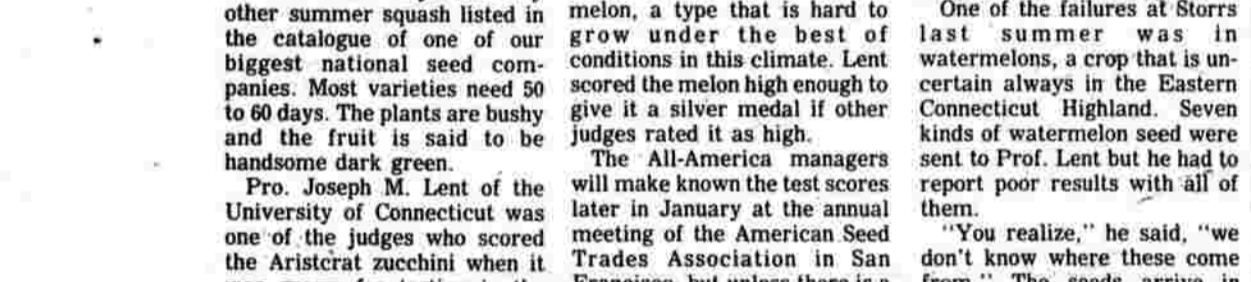 other summer squash listed in
the catalogue of one of our
biggest national seed com-
panies. Most varieties need 50
to 60 days. The plants are bushy
and the fruit is said to be
handsome dark green.
Pro. Joseph M. Lent of the
University of Connecticut was
one of the judges who scored
the Aristcrat zucchini when it
melon, a type that is hard to
grow under the best of
conditions in this climate. Lent
scored the melon high enough to
give it a silver medal if other
judges rated it as high.
The All-America managers
will make known the test scores
later in January at the annual
meeting of the American Seed
Trades Association in San
One of the failures at Storrs
last summer was in
watermelons, a crop that is un-
certain always in the Eastern
Connecticut Highland. Seven
kinds of watermelon seed were
sent to Prof. Lent but he had to
report poor results with all of
them.
"You realize," he said, "we
don't know where these come